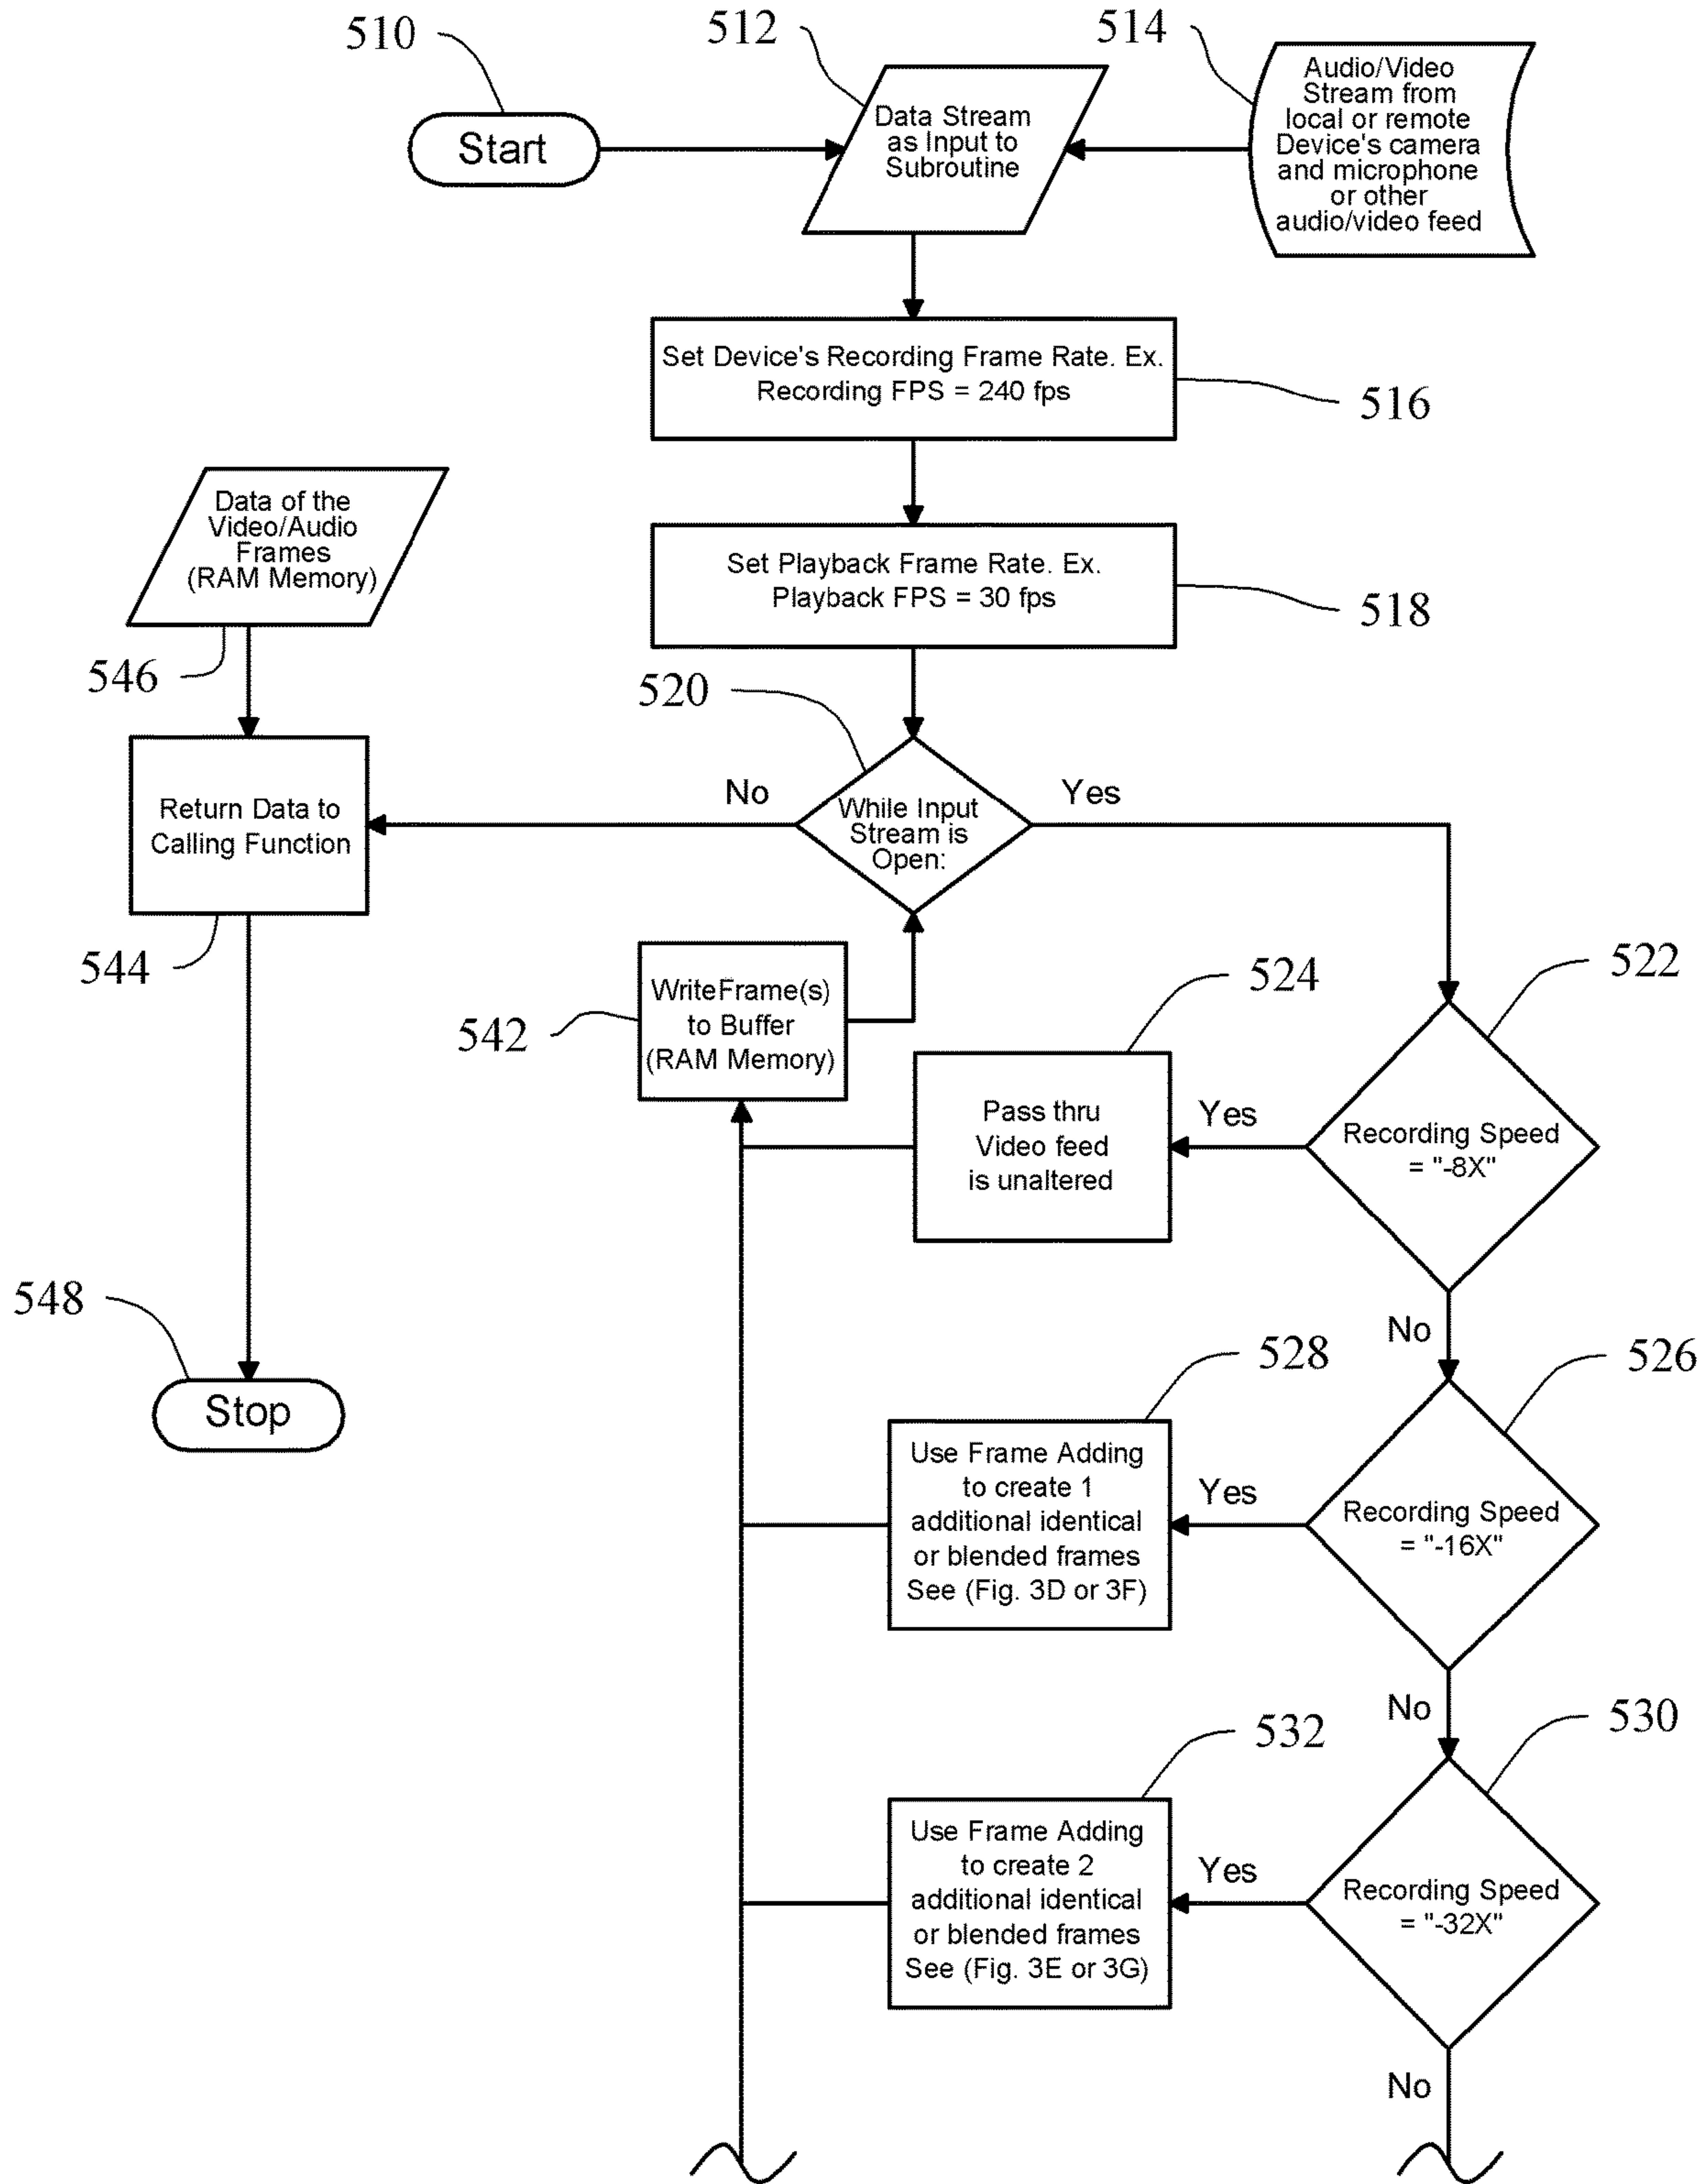 510
512
514
Start
Data Stream
as Input to
Subroutine
Audio/Video
Stream from
local or remote
Device's camera
and microphone
or other
audio/video feed
Set Device's Recording Frame Rate. Ex.
Recording FPS = 240 fps
516
Data of the
Video/Audio
Frames
(RAM Memory)
546
Set Playback Frame Rate. Ex.
Playback FPS = 30 fps
518
520
Return Data to
Calling Function
544
No
While Input
Stream is
Open:
Yes
WriteFrame(s)
to Buffer
(RAM Memory)
542
524
522
Pass thru
Video feed
is unaltered
Yes
Recording Speed
= "-8X"
No
548
Stop
528
526
Use Frame Adding
to create 1
additional identical
or blended frames
See (Fig. 3D or 3F)
Yes
Recording Speed
= "-16X"
No
532
530
Use Frame Adding
to create 2
additional identical
or blended frames
See (Fig. 3E or 3G)
Yes
Recording Speed
= "-32X"
No